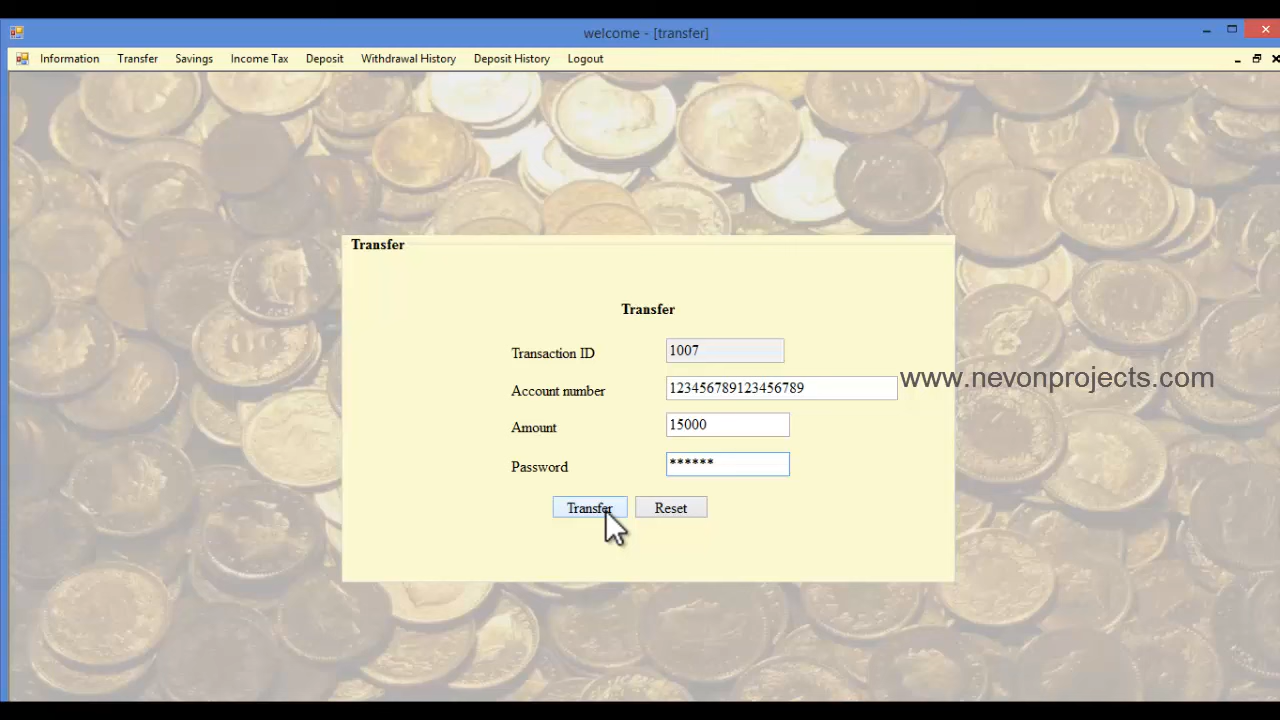 welcome - [transfer]
Information Transfer Savings Income Tax Deposit Withdrawal History Deposit History Logout
Transfer
Transfer
Transaction ID 1007
Account number 123456789123456789
www.nevonprojects.com
Amount 15000
Password ******
Transfer Reset